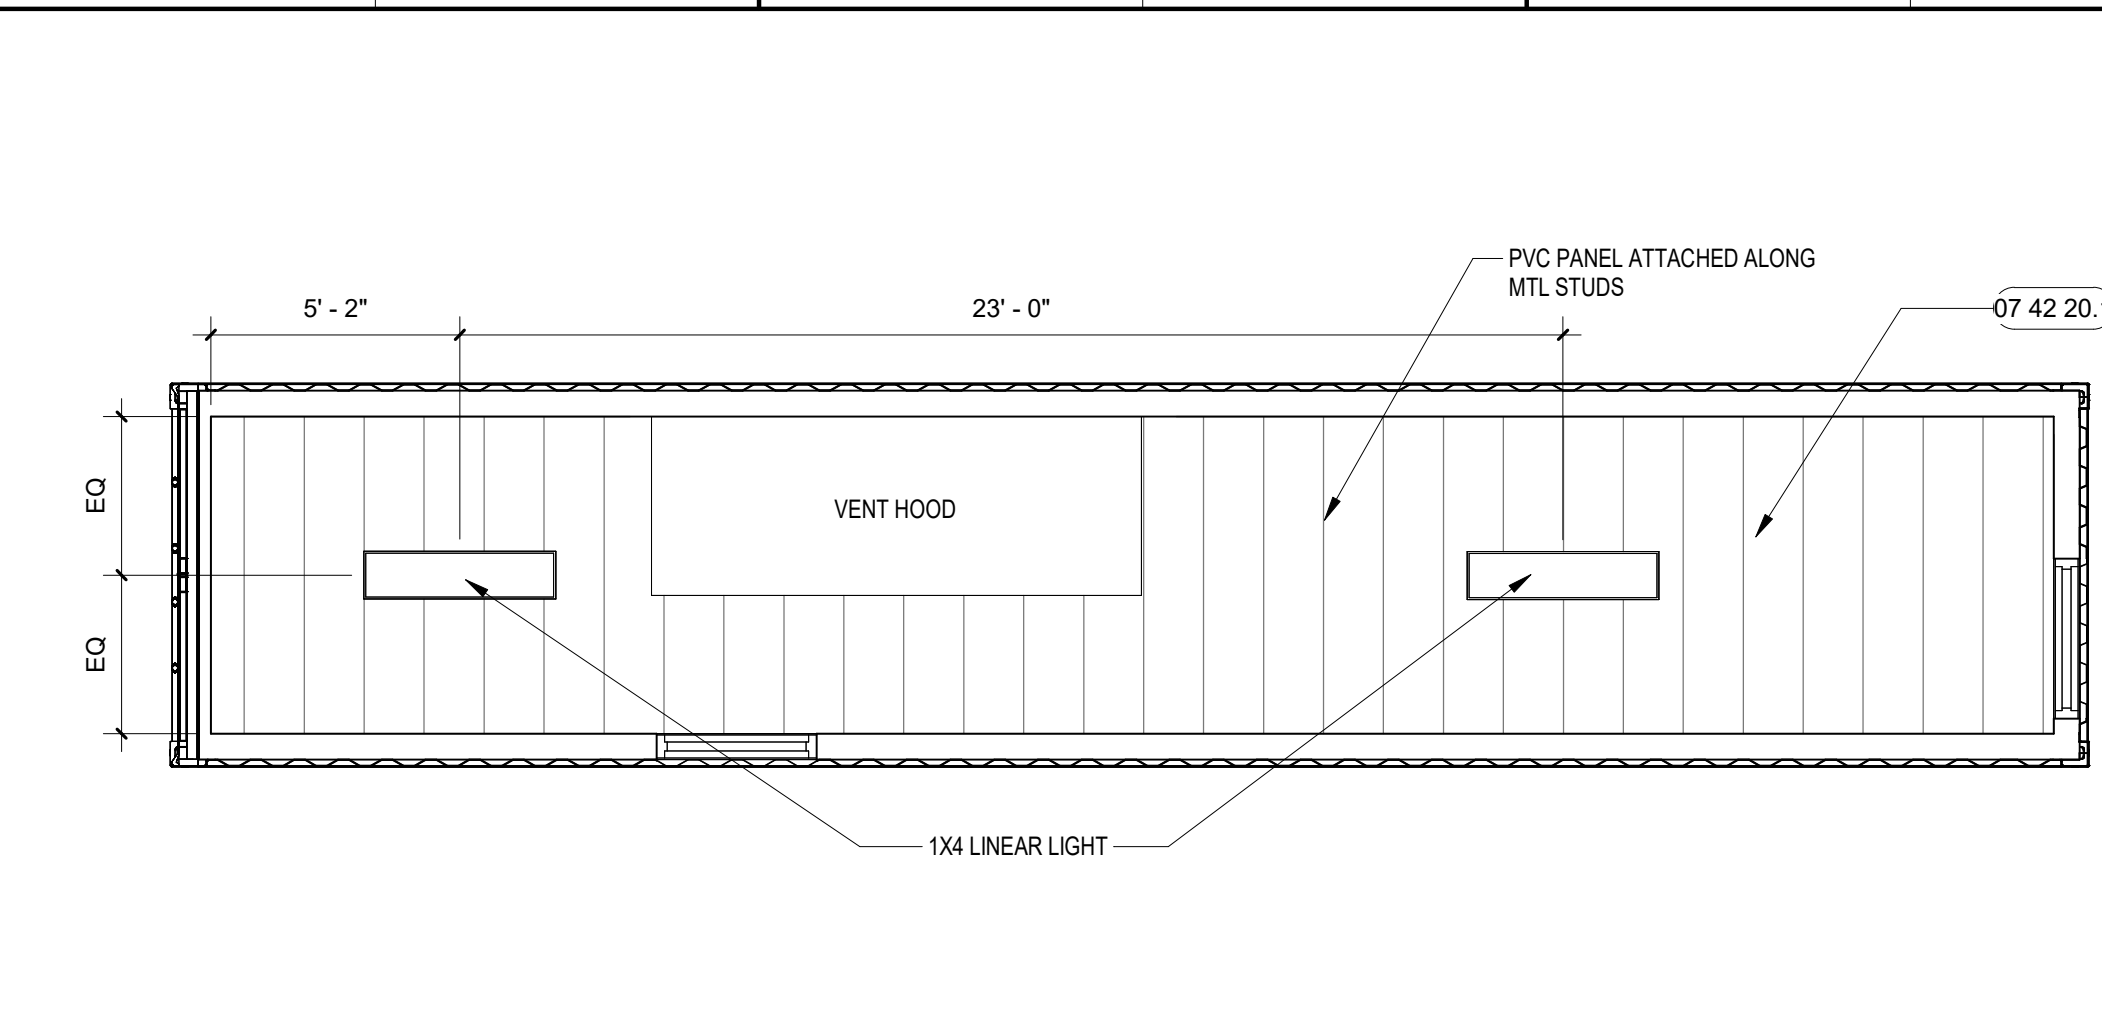 PVC PANEL ATTACHED ALONG
MTL STUDS
5' - 2"
23' - 0"
07 42 20.
EQ
VENT HOOD
EQ
1X4 LINEAR LIGHT